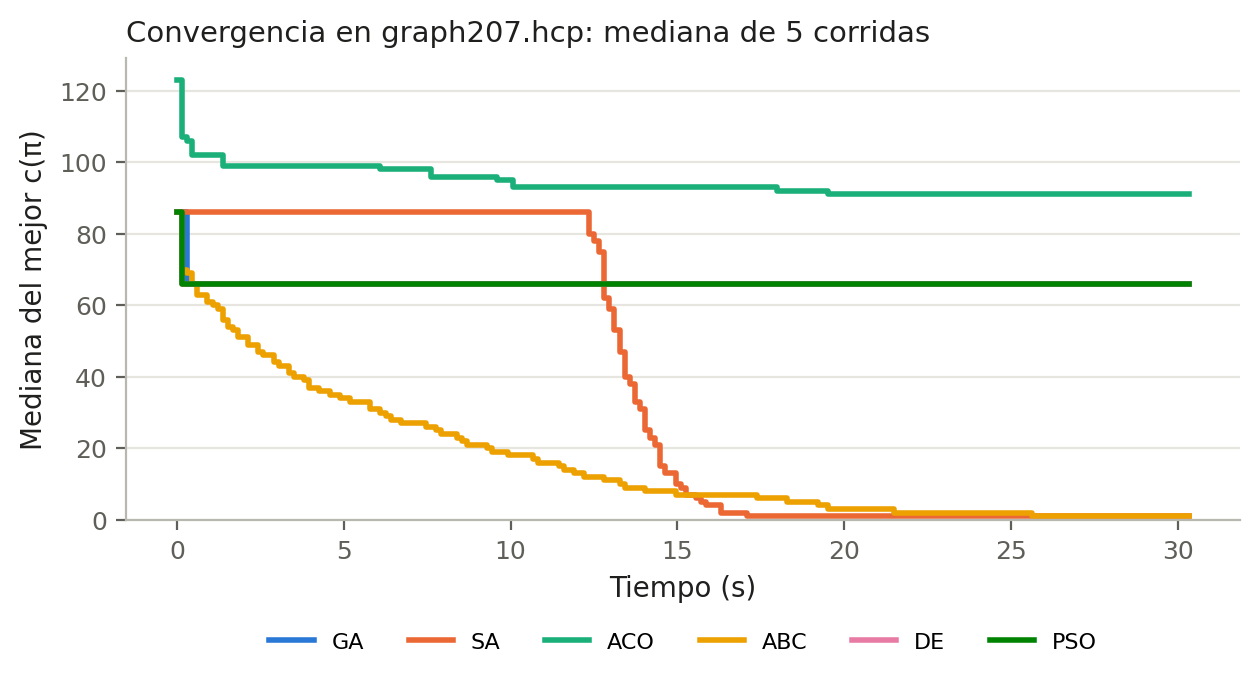 Convergencia en graph207.hcp: mediana de 5 corridas
Mediana del mejor c(π)
120
100
80
60
40
20
0
0 5 10 15 20 25 30
Tiempo (s)
GA SA ACO ABC DE PSO